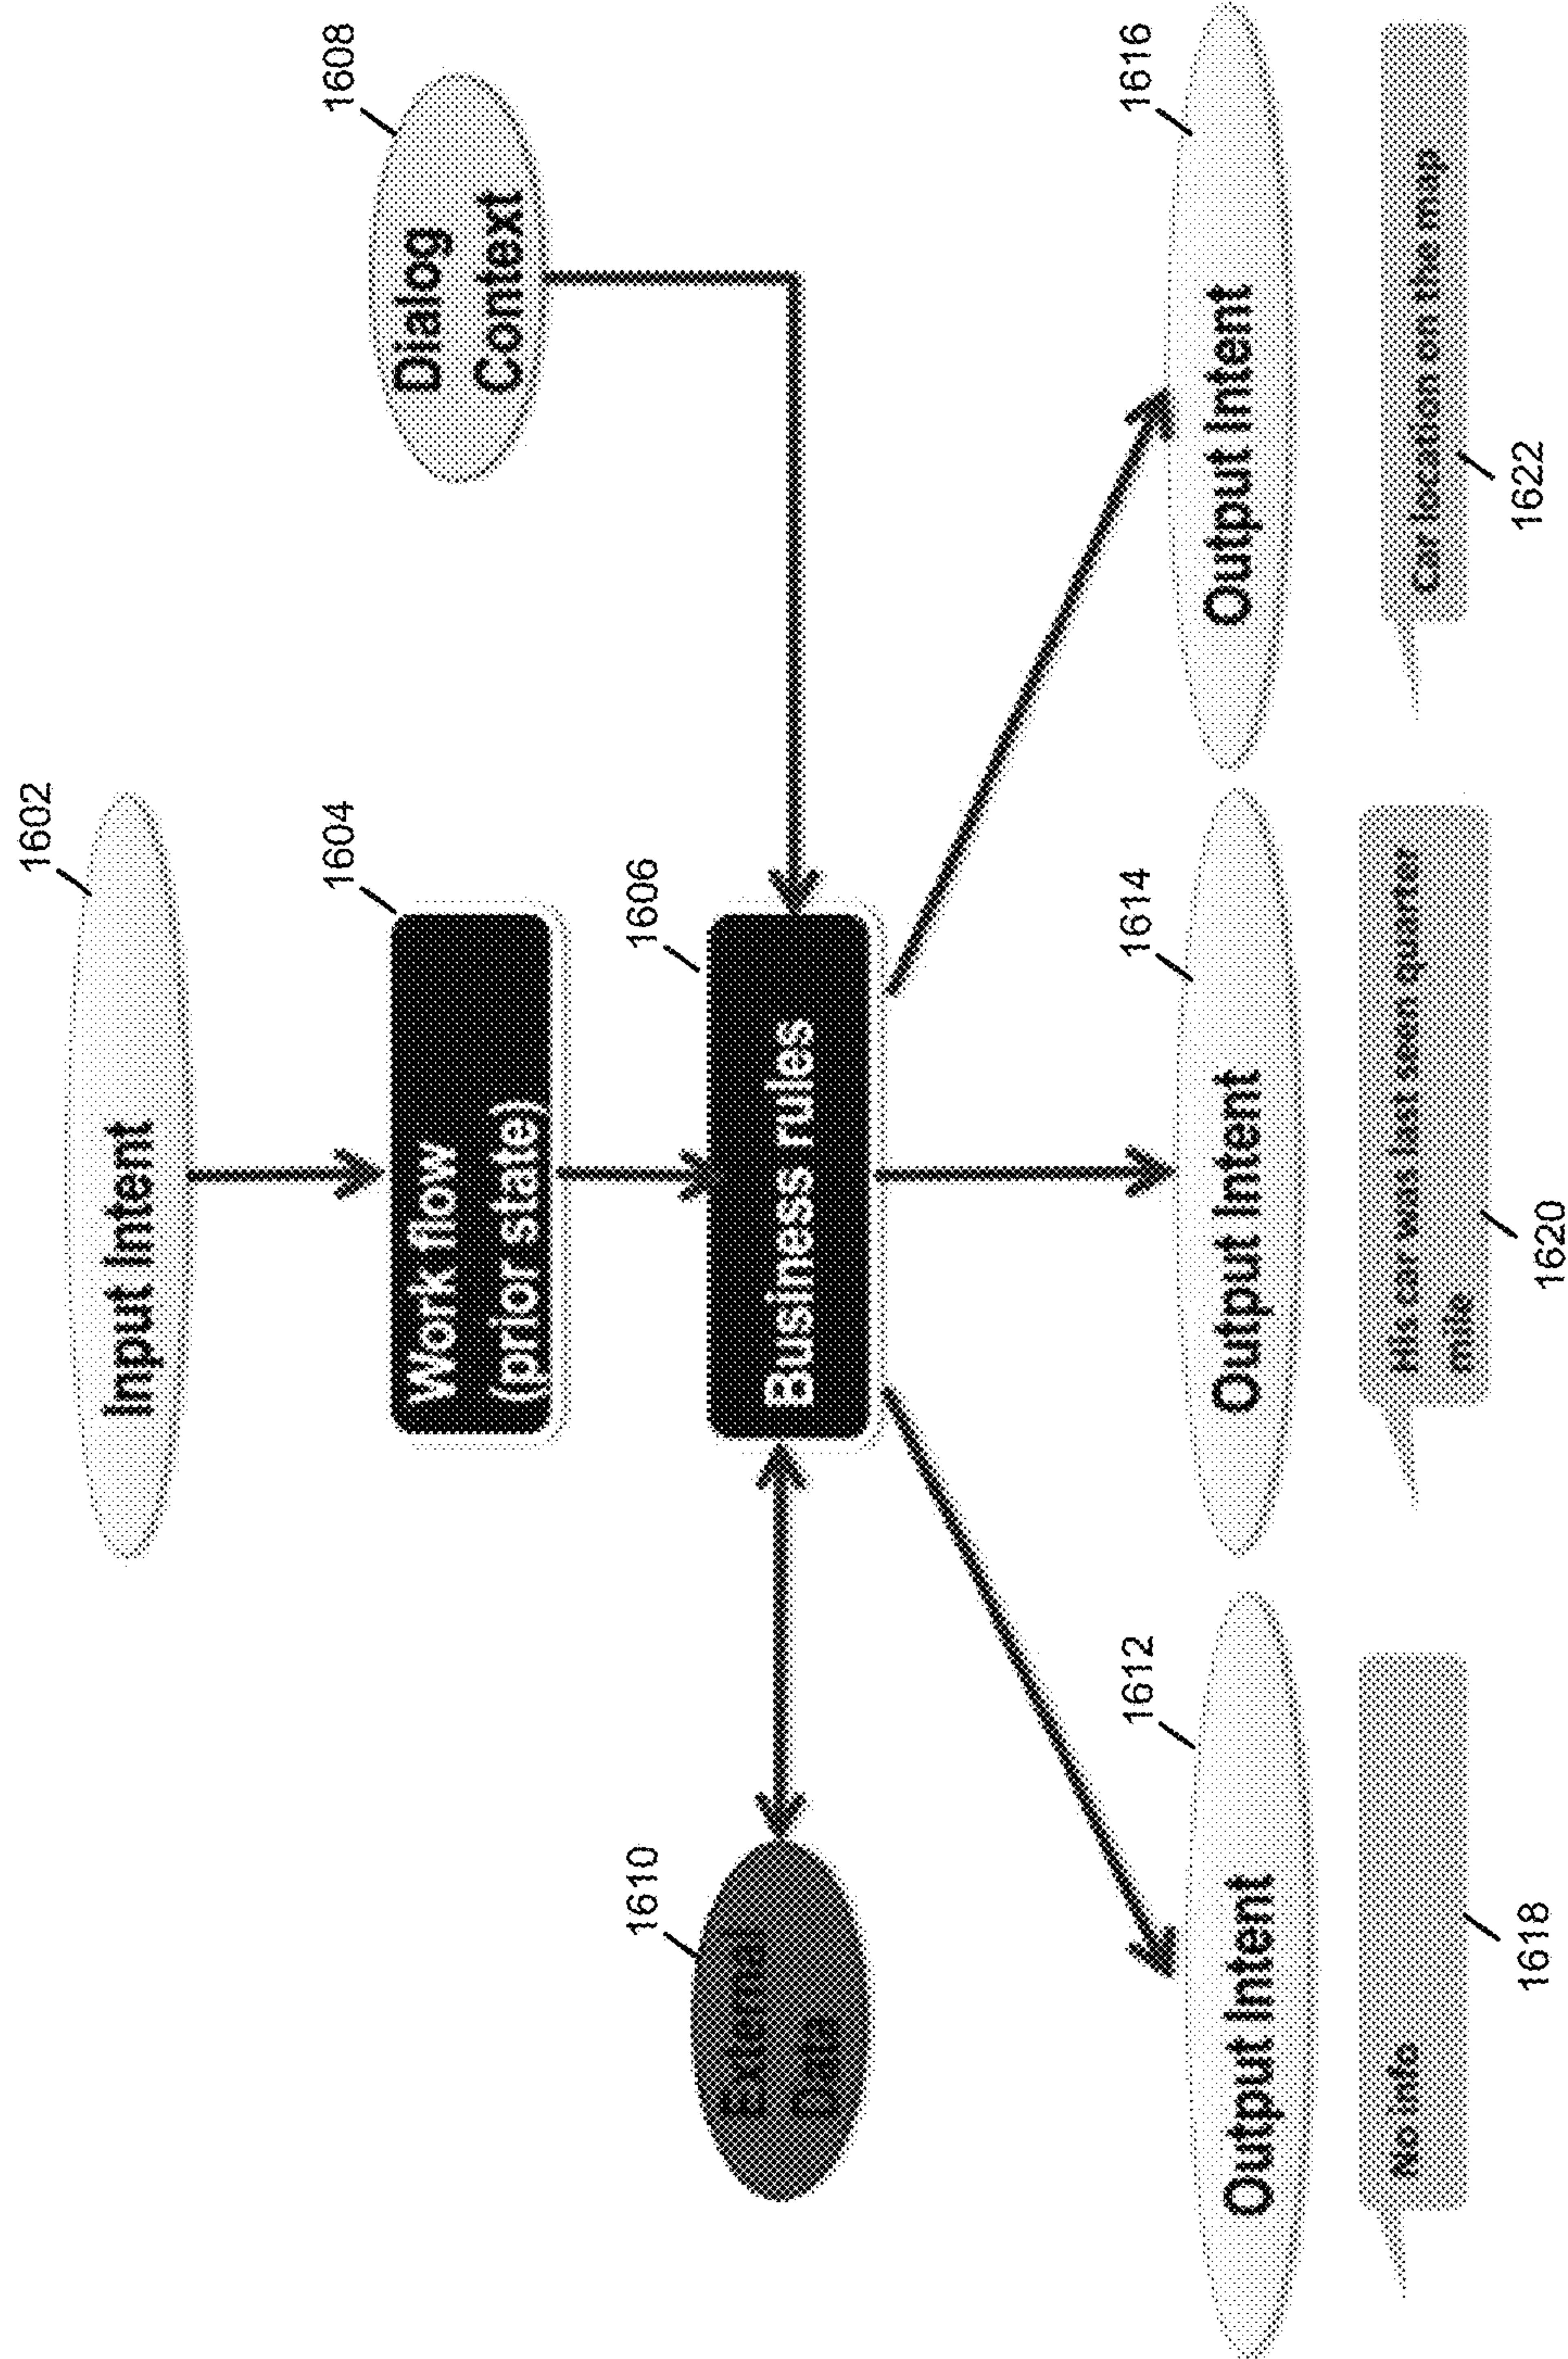 1602
Input Intent
1604
Work flow
(prior state)
1608
Dialog
Context
1606
Business rules
1610
External
Data
1612
Output Intent
1614
Output Intent
1616
Output Intent
No info
1618
His car was last seen quarter
mile
1620
Car location on the map
1622